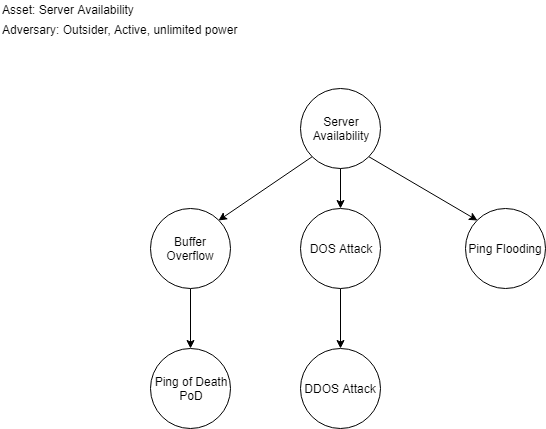 Asset: Server Availability
Adversary: Outsider, Active, unlimited power
Server
Availability
Buffer
Overflow
DOS Attack
Ping Flooding
Ping of Death
PoD
DDOS Attack